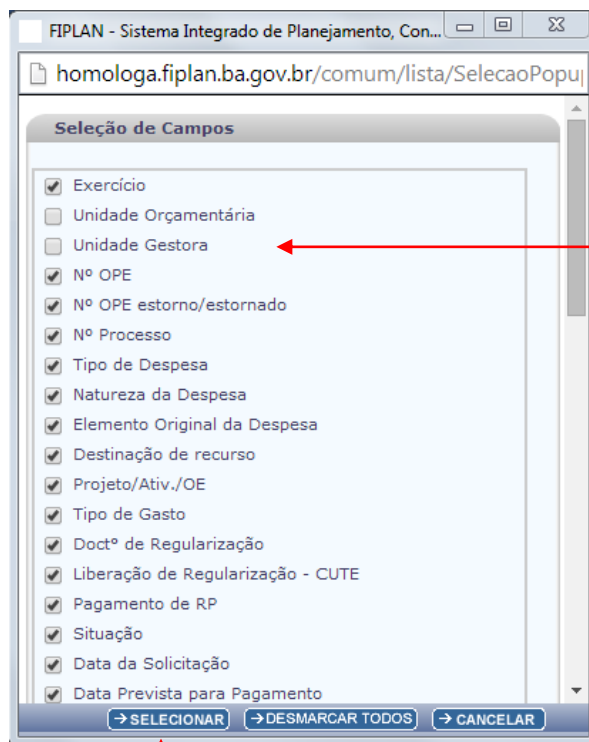 FIPLAN - Sistema Integrado de Planejamento, Con...
homologa.fiplan.ba.gov.br/comum/lista/SelecaoPopup
Seleção de Campos
Exercício
Unidade Orçamentária
Unidade Gestora
Nº OPE
Nº OPE estorno/estornado
Nº Processo
Tipo de Despesa
Natureza da Despesa
Elemento Original da Despesa
Destinação de recurso
Projeto/Ativ./OE
Tipo de Gasto
Doctº de Regularização
Liberação de Regularização - CUTE
Pagamento de RP
Situação
Data da Solicitação
Data Prevista para Pagamento
SELECIONAR DESMARCAR TODOS CANCELAR